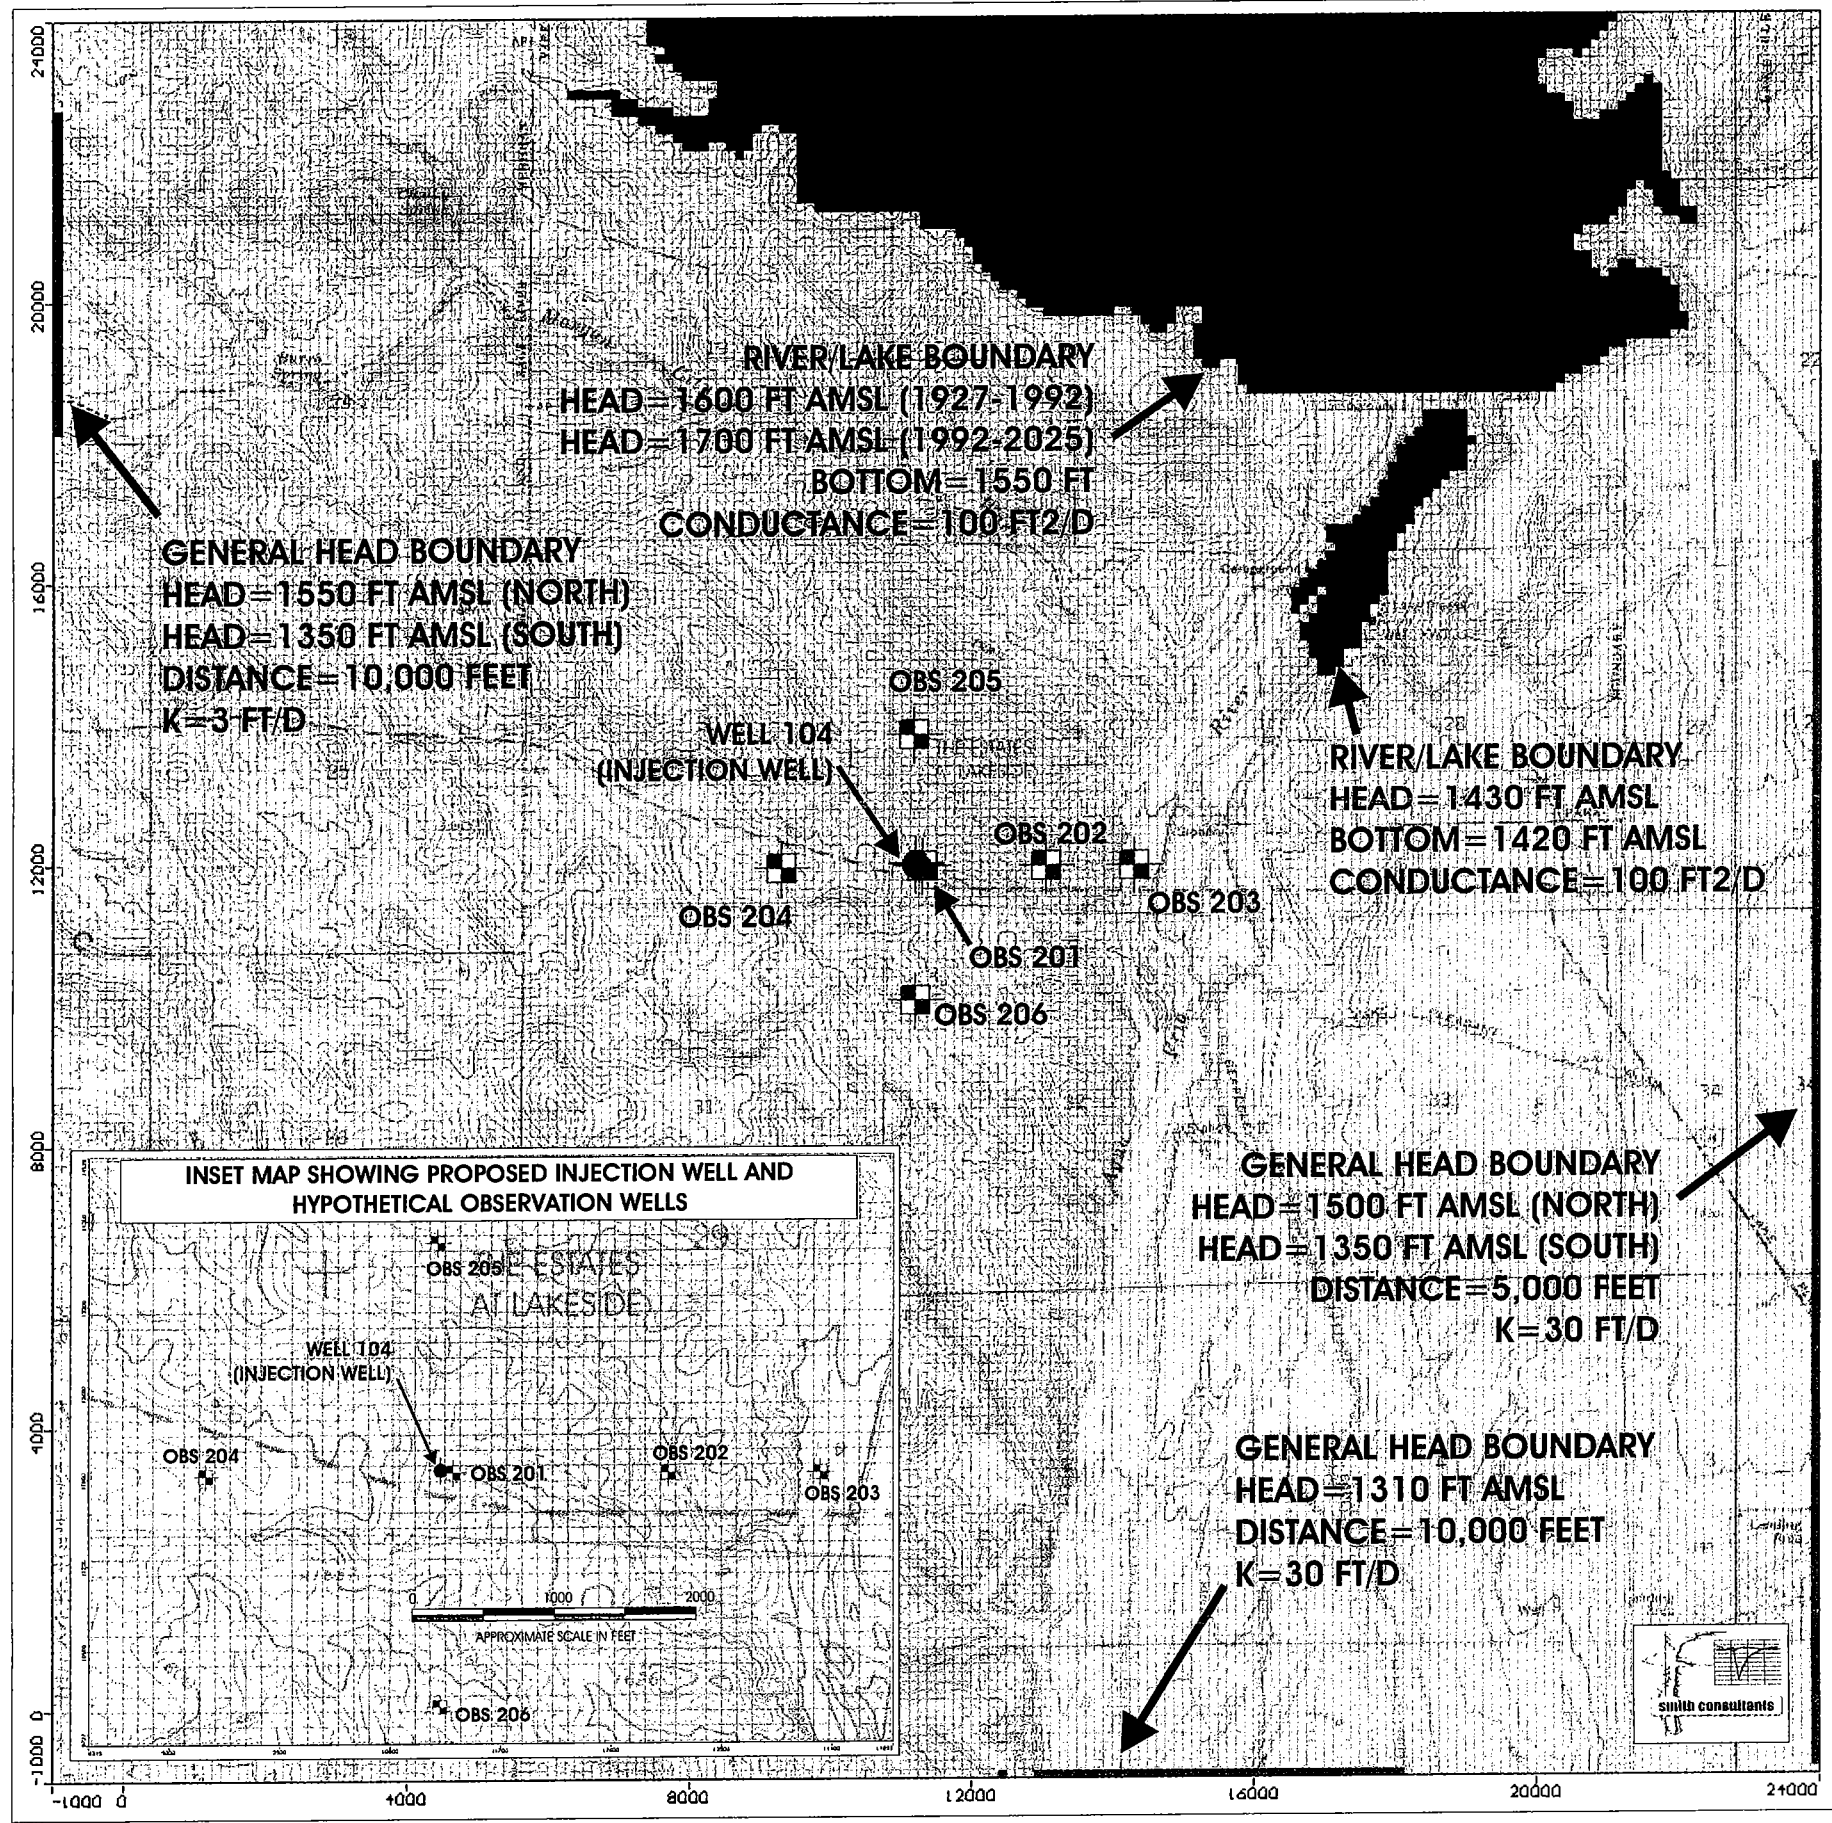 24000
20000
16000
12000
8000
4000
0
-1000
-1000
0
4000
8000
12000
16000
20000
24000
RIVER/LAKE BOUNDARY
HEAD=1600 FT AMSL (1927-1992)
HEAD=1700 FT AMSL (1992-2025)
BOTTOM=1550 FT
CONDUCTANCE=100 FT2/D
GENERAL HEAD BOUNDARY
HEAD=1550 FT AMSL (NORTH)
HEAD=1350 FT AMSL (SOUTH)
DISTANCE=10,000 FEET
K=3 FT/D
OBS 205
WELL 104
(INJECTION WELL)
River
RIVER/LAKE BOUNDARY
HEAD=1430 FT AMSL
BOTTOM=1420 FT AMSL
CONDUCTANCE=100 FT2/D
OBS 202
OBS 204
OBS 203
OBS 201
OBS 206
GENERAL HEAD BOUNDARY
HEAD=1500 FT AMSL (NORTH)
HEAD=1350 FT AMSL (SOUTH)
DISTANCE=5,000 FEET
K=30 FT/D
INSET MAP SHOWING PROPOSED INJECTION WELL AND
HYPOTHETICAL OBSERVATION WELLS
OBS 205
ESTATES
AT LAKESIDE
WELL 104
(INJECTION WELL)
OBS 204
OBS 201
OBS 202
OBS 203
0 1000 2000
APPROXIMATE SCALE IN FEET
OBS 206
GENERAL HEAD BOUNDARY
HEAD=1310 FT AMSL
DISTANCE=10,000 FEET
K=30 FT/D
smith consultants